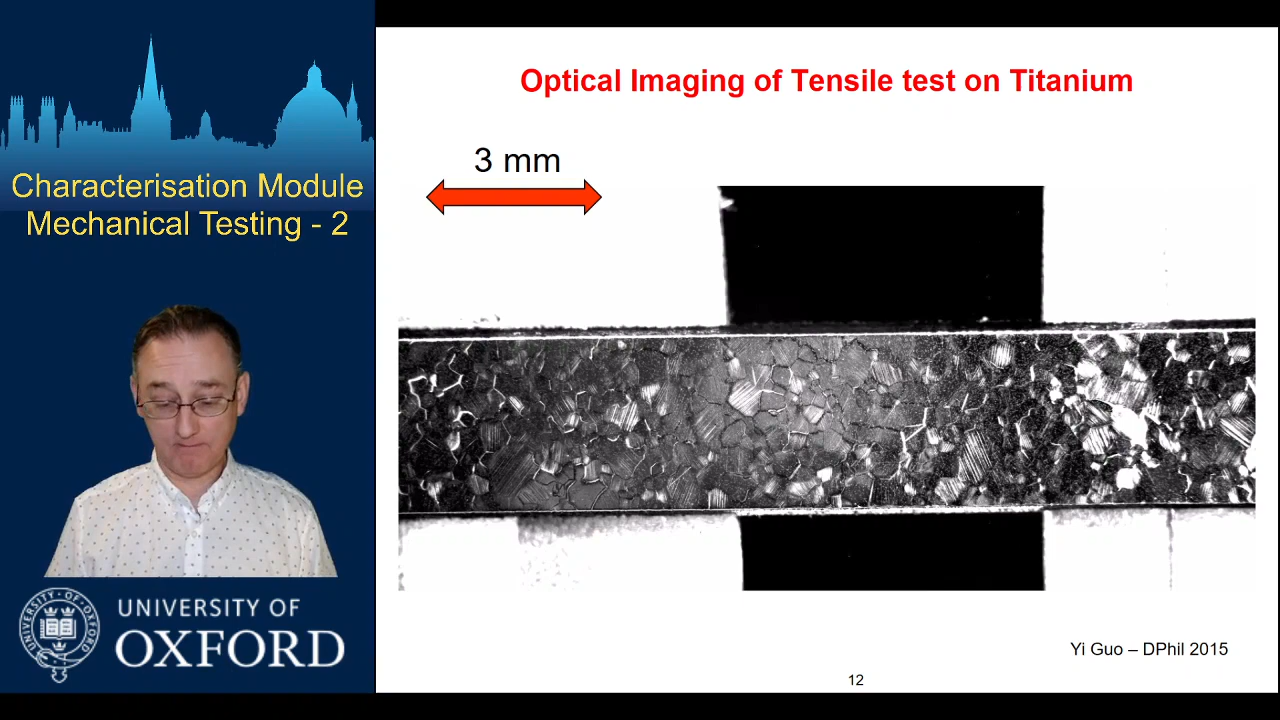 Characterisation Module
Mechanical Testing - 2
UNIVERSITY OF
OXFORD
Optical Imaging of Tensile test on Titanium
3 mm
Yi Guo – DPhil 2015
12